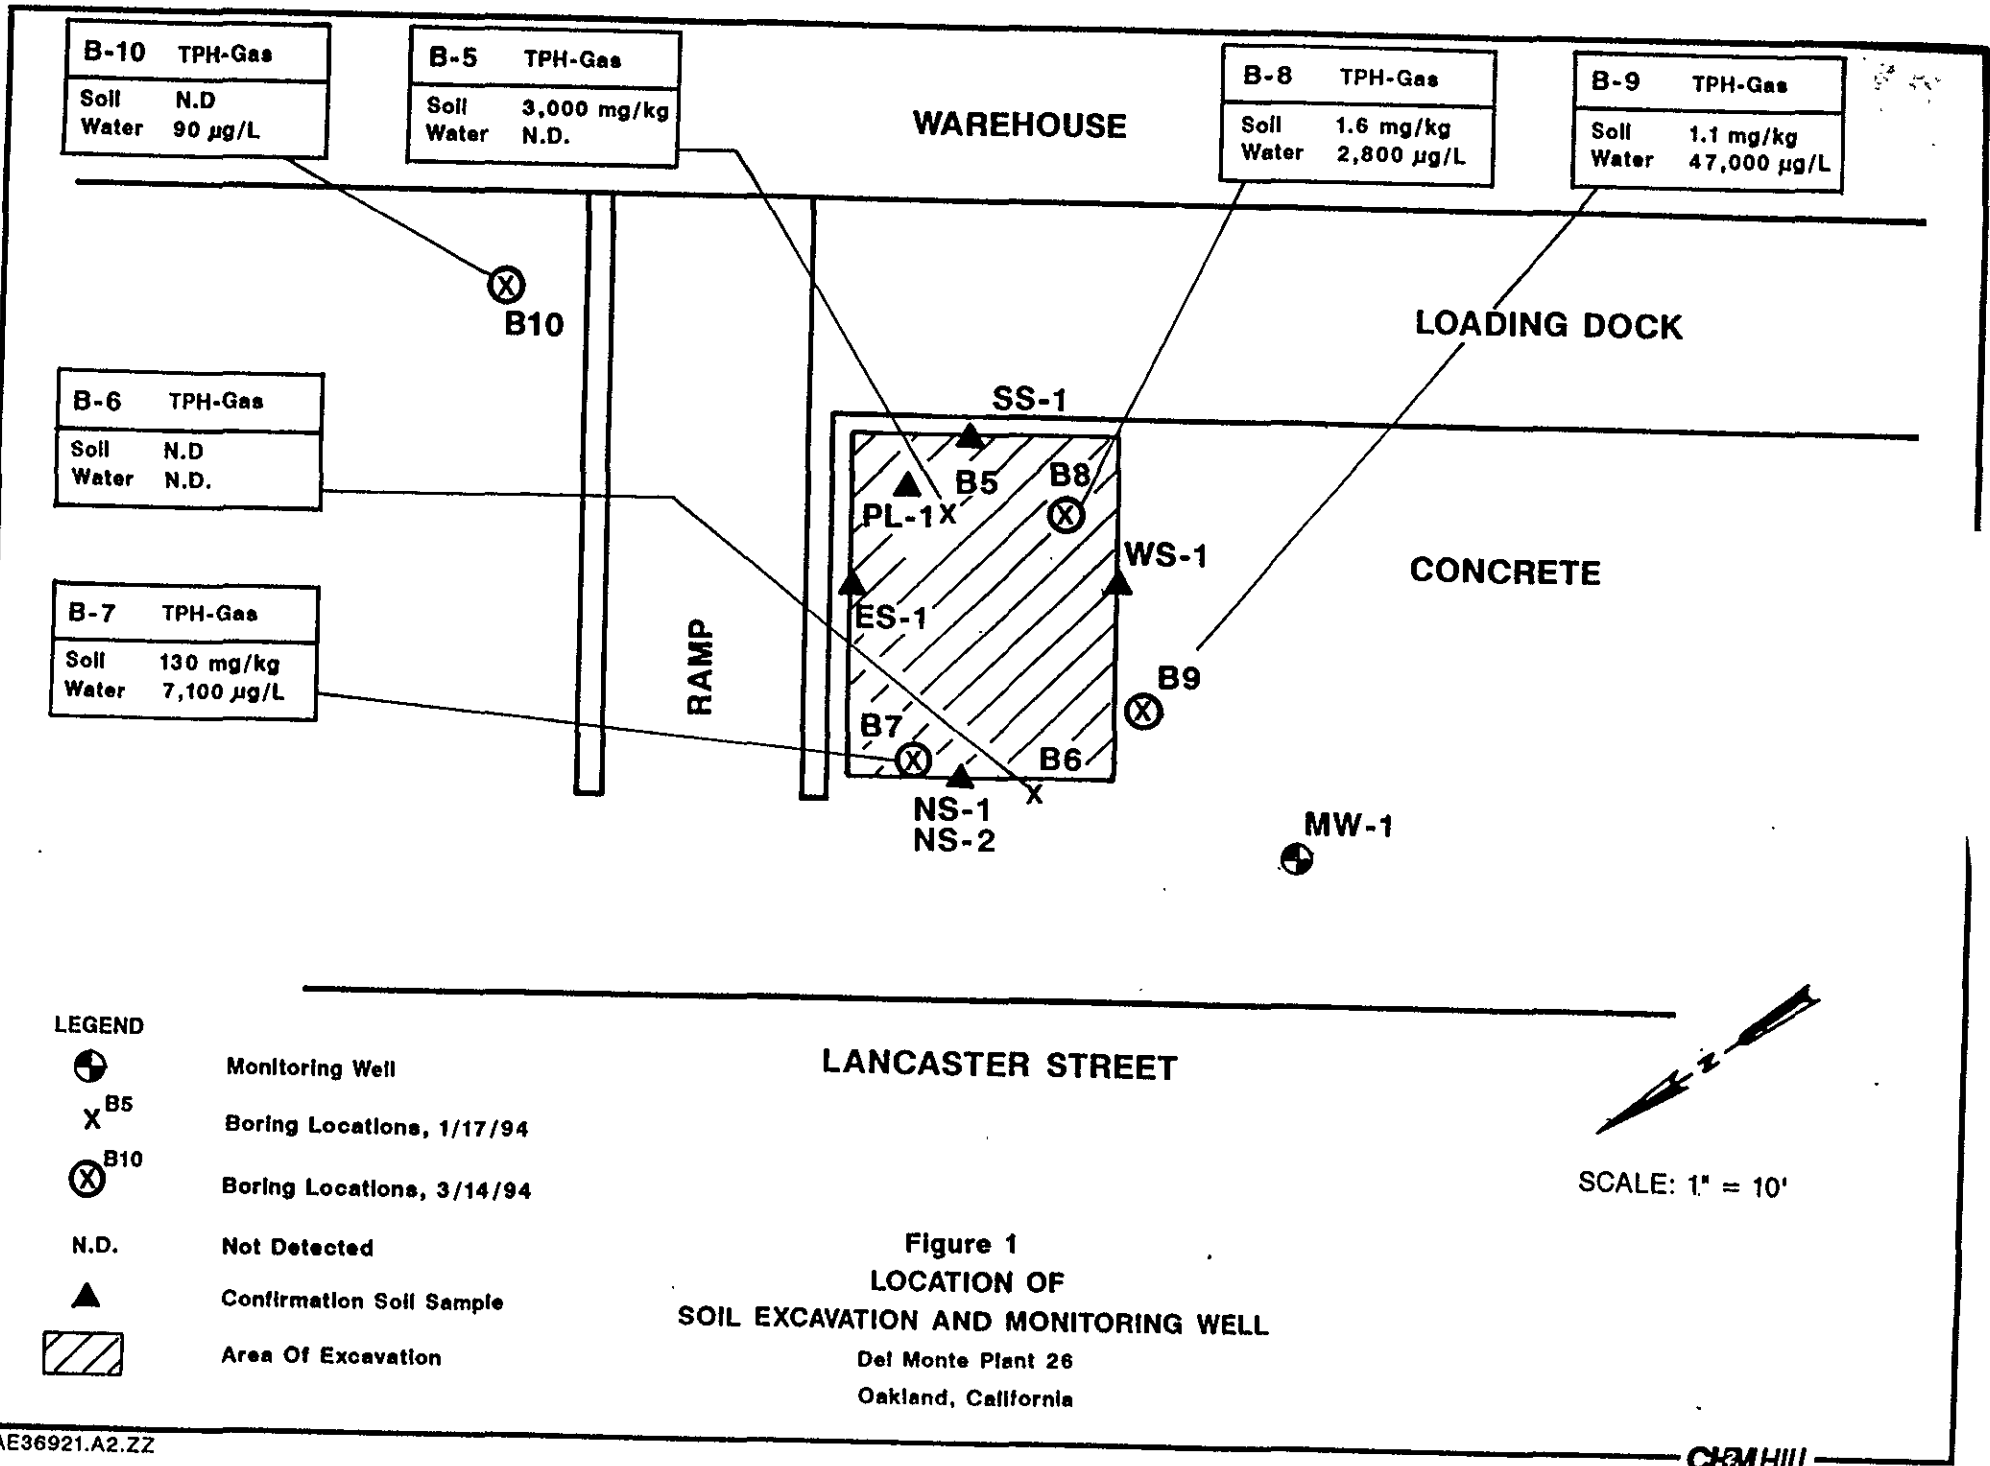 B-10 TPH-Gas
Soil N.D
Water 90 µg/L
B-5 TPH-Gas
Soil 3,000 mg/kg
Water N.D.
WAREHOUSE
B-8 TPH-Gas
Soil 1.6 mg/kg
Water 2,800 µg/L
B-9 TPH-Gas
Soil 1.1 mg/kg
Water 47,000 µg/L
X
B10
LOADING DOCK
B-6 TPH-Gas
Soil N.D
Water N.D.
SS-1
B5
B8
PL-1 X
X
WS-1
CONCRETE
B-7 TPH-Gas
Soil 130 mg/kg
Water 7,100 µg/L
ES-1
RAMP
B9
X
B7
X
B6
X
NS-1
NS-2
MW-1
LEGEND
Monitoring Well
X B5
Boring Locations, 1/17/94
X B10
Boring Locations, 3/14/94
N.D. Not Detected
Confirmation Soil Sample
Area Of Excavation
LANCASTER STREET
N
SCALE: 1" = 10'
Figure 1
LOCATION OF
SOIL EXCAVATION AND MONITORING WELL
Del Monte Plant 26
Oakland, California
AE36921.A2.ZZ
CH2M HILL